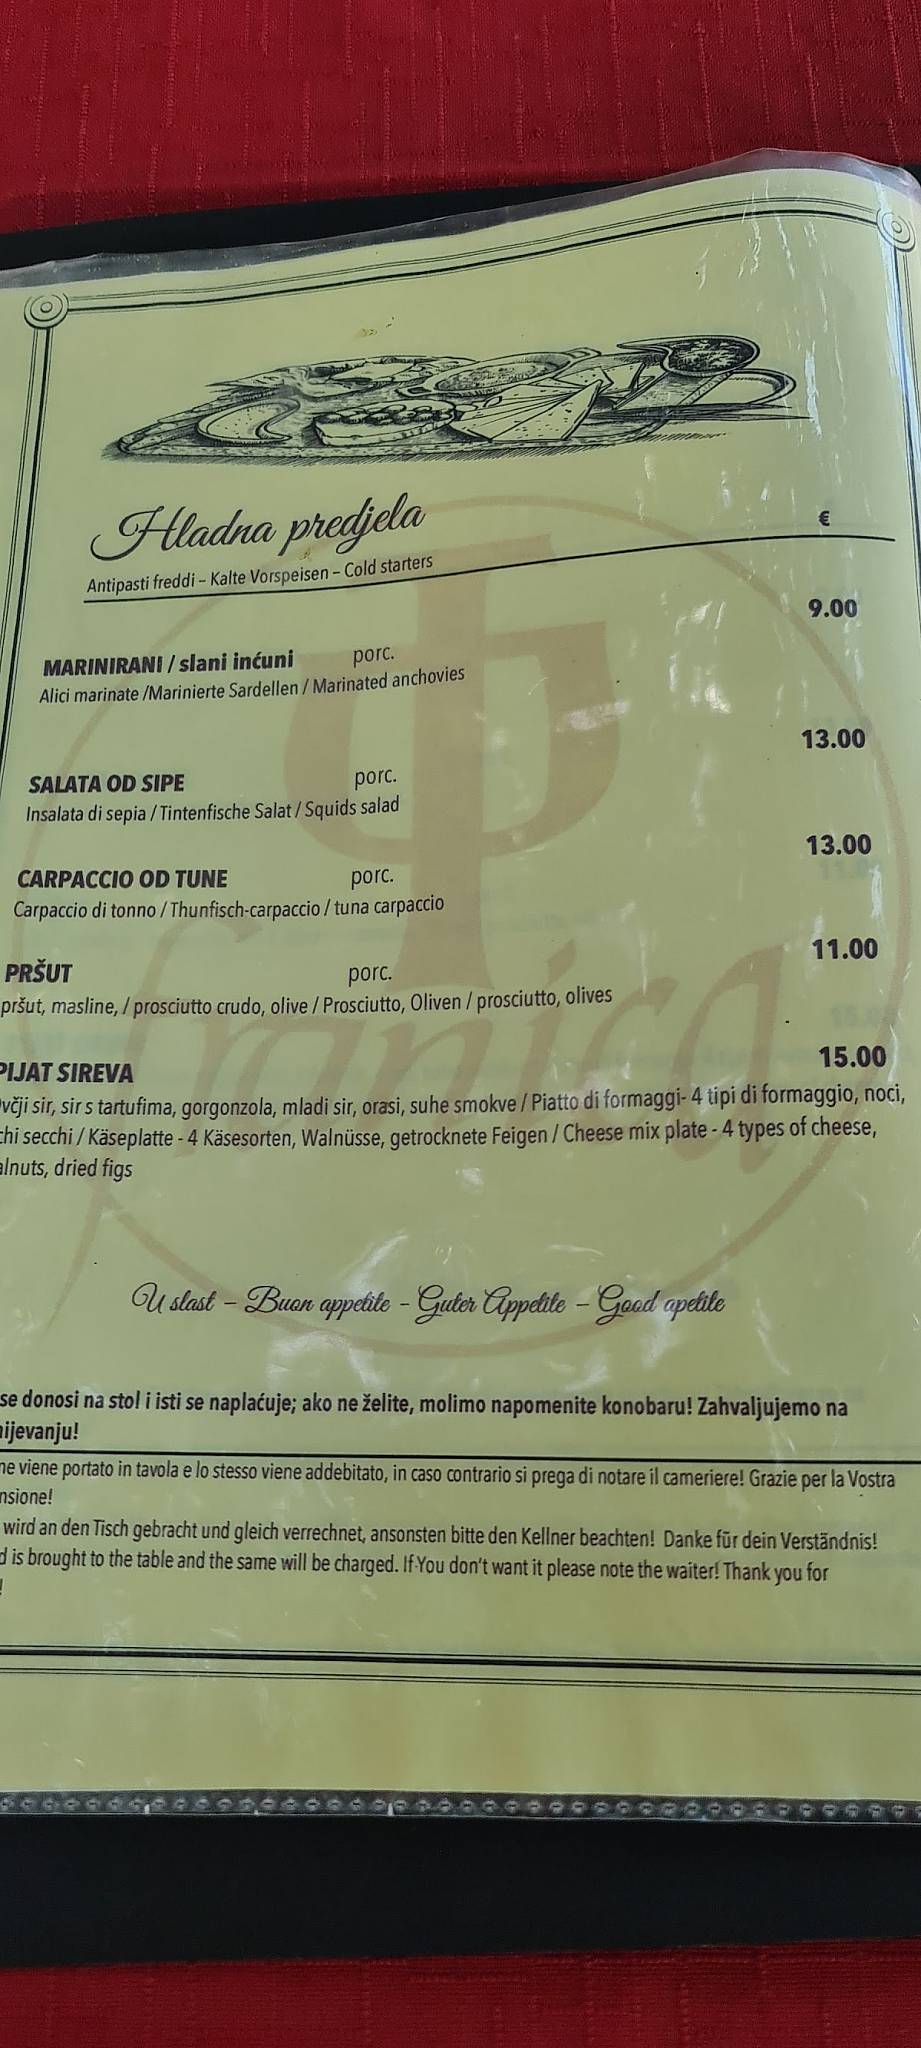 Hladna predjela €
Antipasti freddi – Kalte Vorspeisen – Cold starters
9.00
MARINIRANI / slani inćuni porc.
Alici marinate /Marinierte Sardellen / Marinated anchovies
13.00
SALATA OD SIPE porc.
Insalata di sepia / Tintenfische Salat / Squids salad
13.00
CARPACCIO OD TUNE porc.
Carpaccio di tonno / Thunfisch-carpaccio / tuna carpaccio
11.00
PRŠUT porc.
pršut, masline, / prosciutto crudo, olive / Prosciutto, Oliven / prosciutto, olives
franica
15.00
PIJAT SIREVA
včji sir, sir s tartufima, gorgonzola, mladi sir, orasi, suhe smokve / Piatto di formaggi- 4 tipi di formaggio, noci,
chi secchi / Käseplatte - 4 Käsesorten, Walnüsse, getrocknete Feigen / Cheese mix plate - 4 types of cheese,
alnuts, dried figs
U slast – Buon appetite – Guter Appetite – Good apetite
se donosi na stol i isti se naplaćuje; ako ne želite, molimo napomenite konobaru! Zahvaljujemo na
ijevanju!
ne viene portato in tavola e lo stesso viene addebitato, in caso contrario si prega di notare il cameriere! Grazie per la Vostra
nsione!
wird an den Tisch gebracht und gleich verrechnet, ansonsten bitte den Kellner beachten! Danke für dein Verständnis!
d is brought to the table and the same will be charged. If You don't want it please note the waiter! Thank you for
!